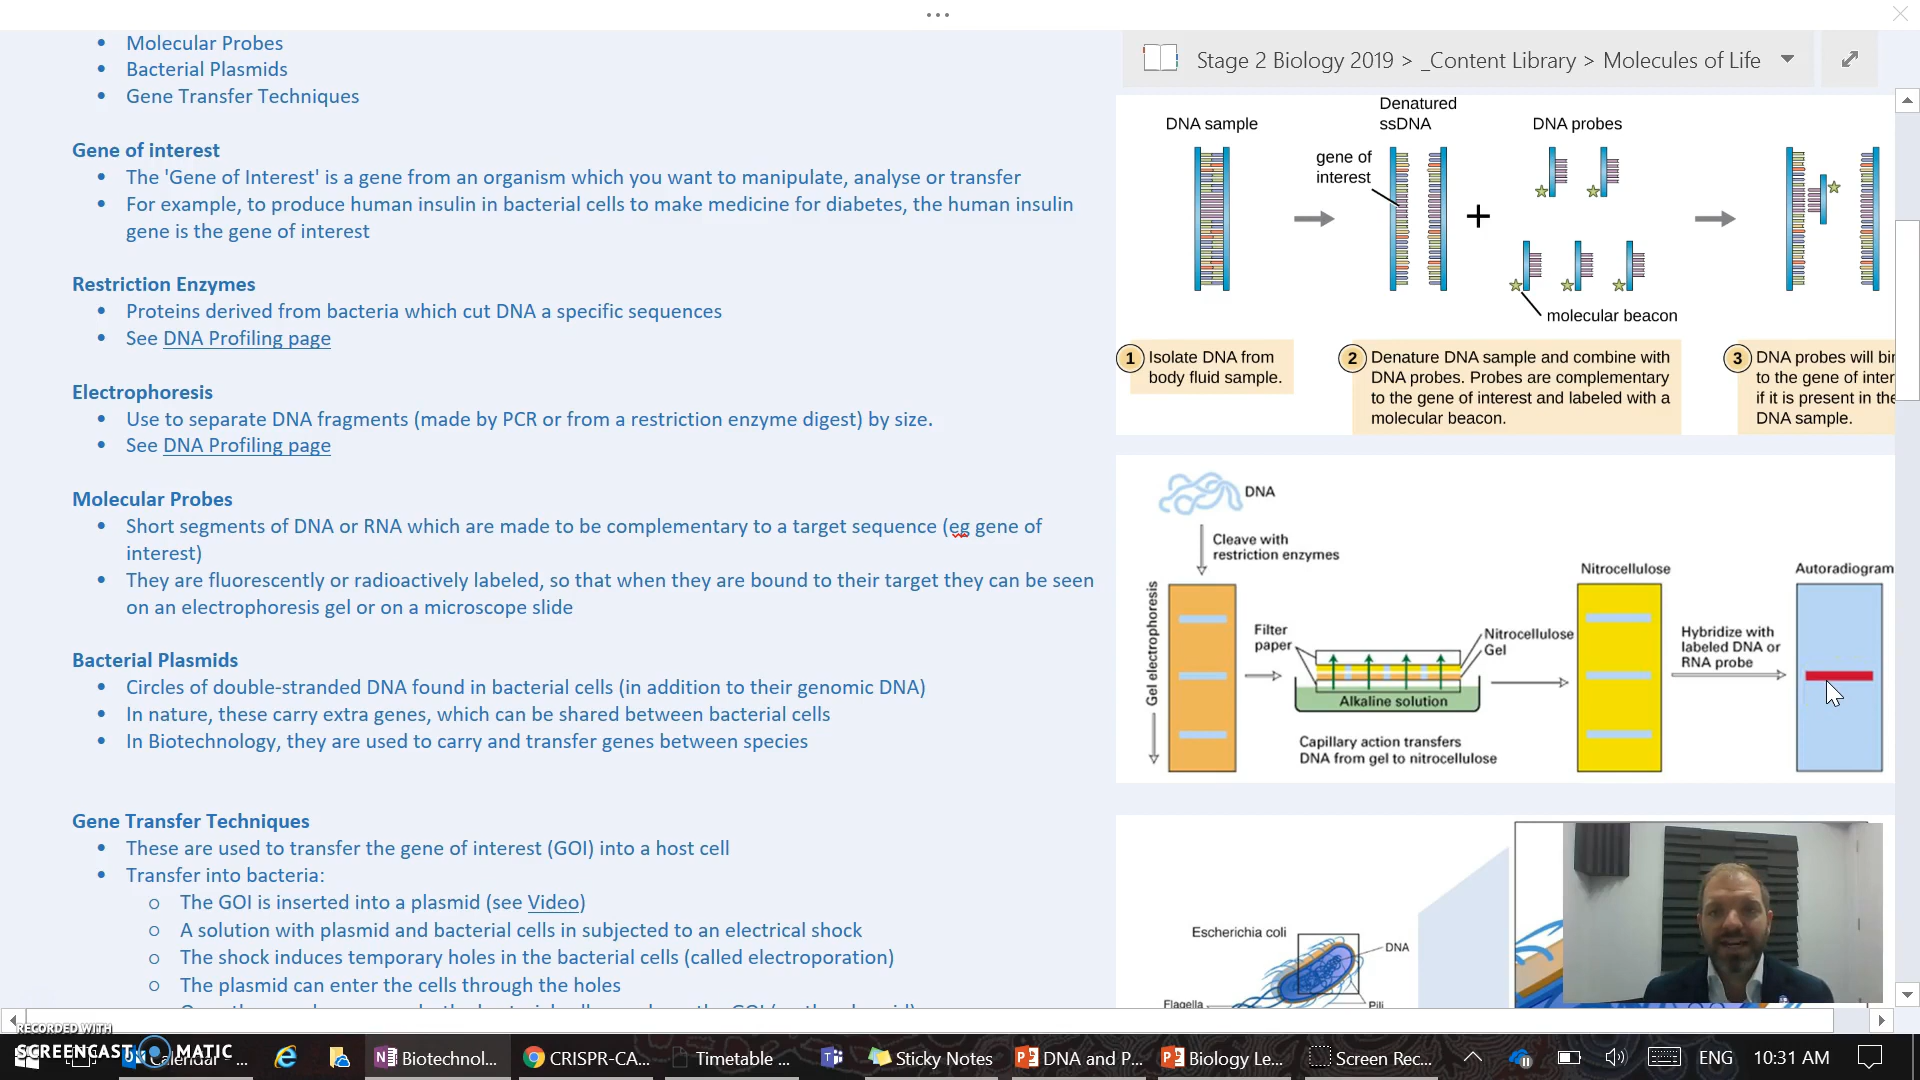 Molecular Probes
Bacterial Plasmids
Gene Transfer Techniques
Gene of interest
The 'Gene of Interest' is a gene from an organism which you want to manipulate, analyse or transfer
For example, to produce human insulin in bacterial cells to make medicine for diabetes, the human insulin
gene is the gene of interest
Restriction Enzymes
Proteins derived from bacteria which cut DNA a specific sequences
See DNA Profiling page
Electrophoresis
Use to separate DNA fragments (made by PCR or from a restriction enzyme digest) by size.
See DNA Profiling page
Molecular Probes
Short segments of DNA or RNA which are made to be complementary to a target sequence (eg gene of
interest)
They are fluorescently or radioactively labeled, so that when they are bound to their target they can be seen
on an electrophoresis gel or on a microscope slide
Bacterial Plasmids
Circles of double-stranded DNA found in bacterial cells (in addition to their genomic DNA)
In nature, these carry extra genes, which can be shared between bacterial cells
In Biotechnology, they are used to carry and transfer genes between species
Gene Transfer Techniques
These are used to transfer the gene of interest (GOI) into a host cell
Transfer into bacteria:
The GOI is inserted into a plasmid (see Video)
A solution with plasmid and bacterial cells in subjected to an electrical shock
The shock induces temporary holes in the bacterial cells (called electroporation)
The plasmid can enter the cells through the holes
Stage 2 Biology 2019 > _Content Library > Molecules of Life
DNA sample
Denatured
ssDNA
DNA probes
gene of
interest
+
molecular beacon
1 Isolate DNA from
body fluid sample.
2 Denature DNA sample and combine with
DNA probes. Probes are complementary
to the gene of interest and labeled with a
molecular beacon.
3 DNA probes will bin
to the gene of inter
if it is present in the
DNA sample.
DNA
Cleave with
restriction enzymes
Gel electrophoresis
Filter
paper
Nitrocellulose
Gel
Alkaline solution
Capillary action transfers
DNA from gel to nitrocellulose
Nitrocellulose
Hybridize with
labeled DNA or
RNA probe
Autoradiogram
Escherichia coli
DNA
Flagella
Pili
RECORDED WITH
SCREENCAST MATIC
Calendar - ...
Biotechnol...
CRISPR-CA...
Timetable ...
Sticky Notes
DNA and P...
Biology Le...
Screen Rec...
ENG
10:31 AM